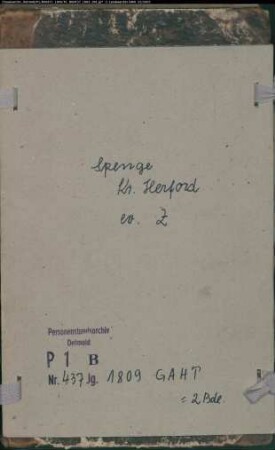 Spenge
Kr. Herford
ev. Z
Personenstandsarchiv
Detmold
P 1 B
Nr. 437 Jg. 1809 GAHT
= 2 Bde.